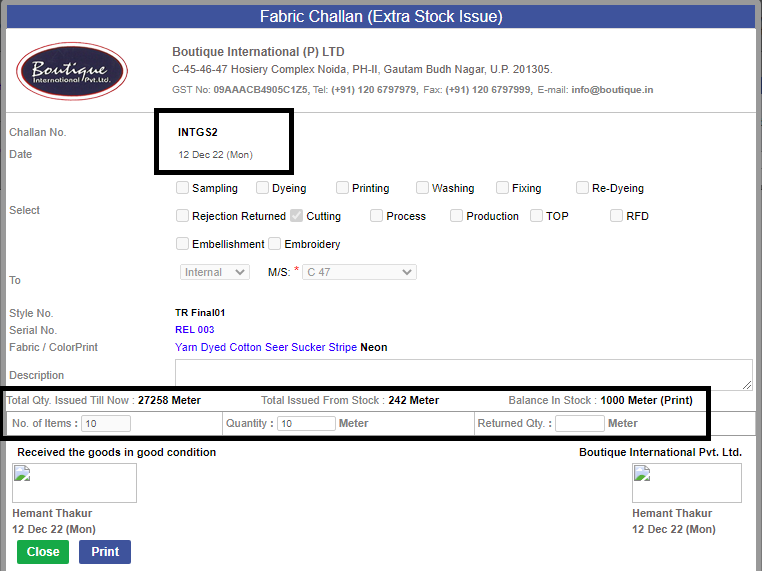 Fabric Challan (Extra Stock Issue)
Boutique
International Pvt.Ltd.
Boutique International (P) LTD
C-45-46-47 Hosiery Complex Noida, PH-II, Gautam Budh Nagar, U.P. 201305.
GST No: 09AAACB4905C1Z5, Tel: (+91) 120 6797979, Fax: (+91) 120 6797999, E-mail: info@boutique.in
Challan No. INTGS2
Date 12 Dec 22 (Mon)
Sampling Dyeing Printing Washing Fixing Re-Dyeing
Select
Rejection Returned Cutting Process Production TOP RFD
Embellishment Embroidery
To Internal M/S: * C 47
Style No. TR Final01
Serial No. REL 003
Fabric / ColorPrint Yarn Dyed Cotton Seer Sucker Stripe Neon
Description
Total Qty. Issued Till Now : 27258 Meter Total Issued From Stock : 242 Meter Balance In Stock : 1000 Meter (Print)
No. of Items : 10 Quantity : 10 Meter Returned Qty. : Meter
Received the goods in good condition Boutique International Pvt. Ltd.
Hemant Thakur Hemant Thakur
12 Dec 22 (Mon) 12 Dec 22 (Mon)
Close Print